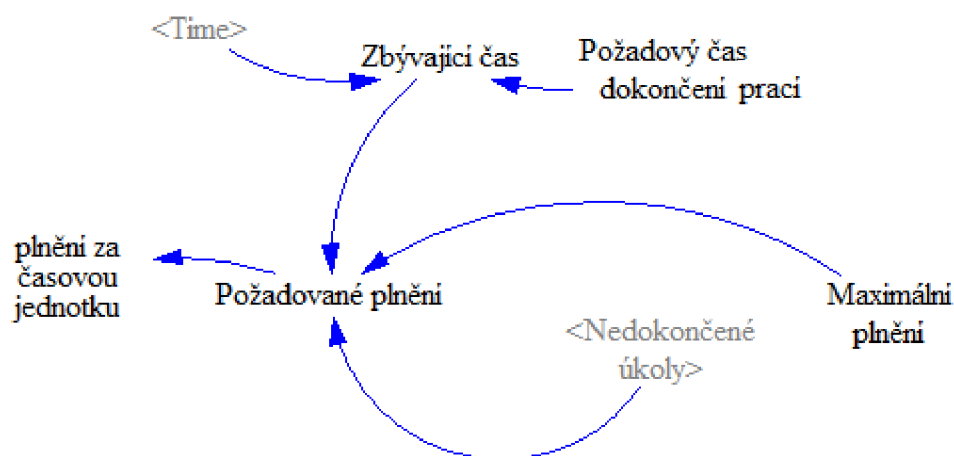 <Time>
Zbývající čas
Požadový čas
dokončení prací
plnění za
časovou
jednotku
Požadované plnění
Maximální
plnění
<Nedokončené
úkoly>